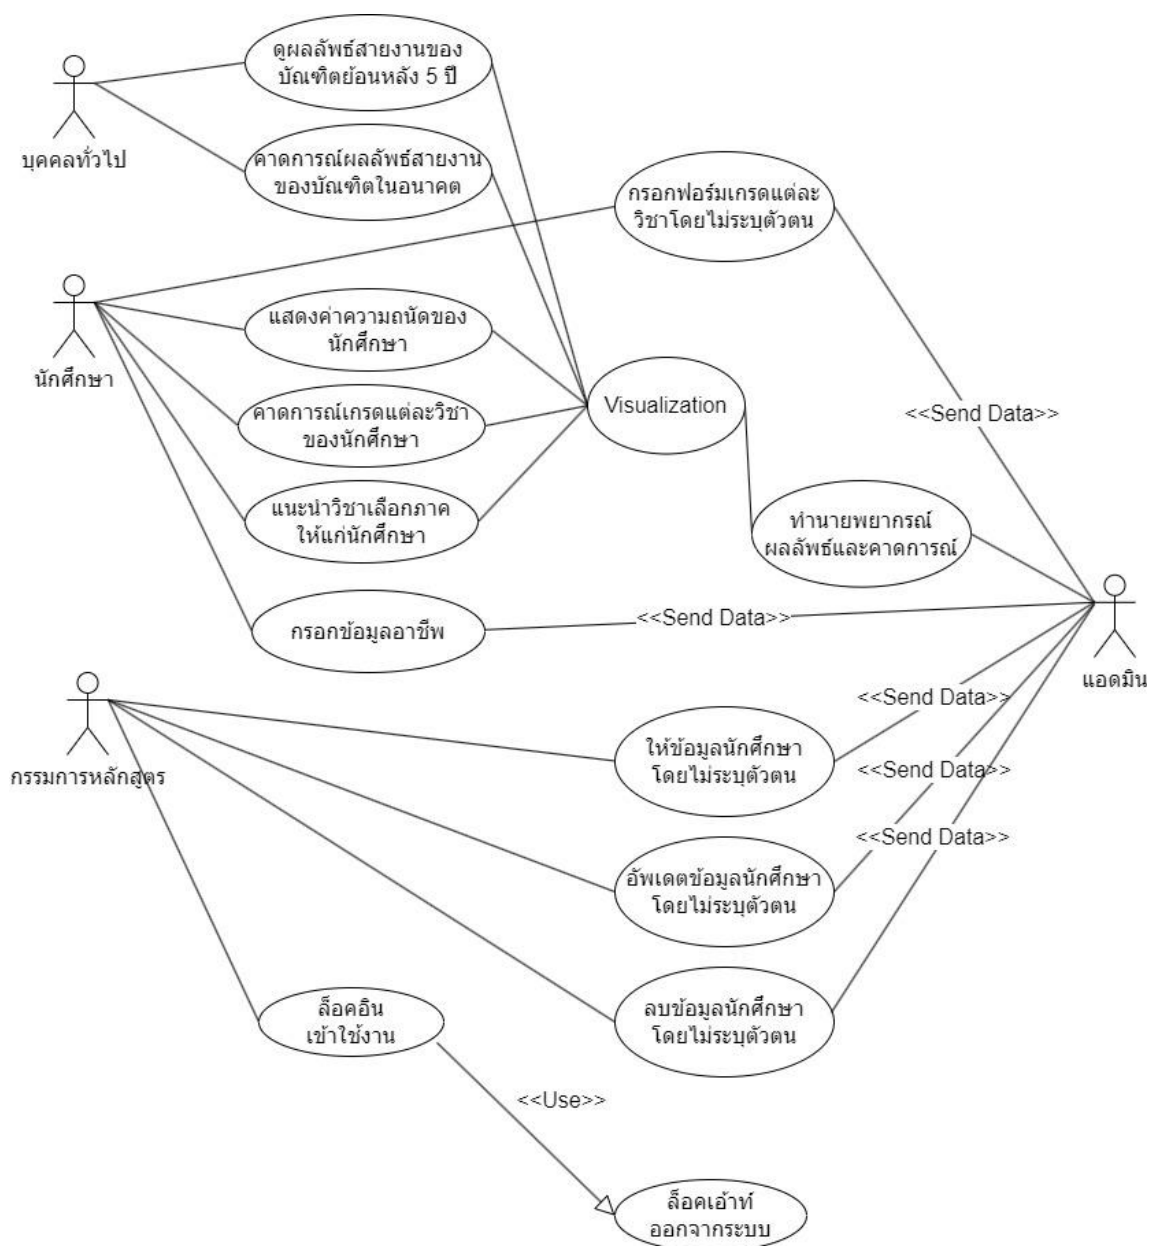 ดูผลลัพธ์สายงานของ
บัณฑิตย้อนหลัง 5 ปี
บุคคลทั่วไป
คาดการณ์ผลลัพธ์สายงาน
ของบัณฑิตในอนาคต
กรอกฟอร์มเกรดแต่ละ
วิชาโดยไม่ระบุตัวตน
แสดงค่าความถนัดของ
นักศึกษา
นักศึกษา
คาดการณ์เกรดแต่ละวิชา
ของนักศึกษา
Visualization
<<Send Data>>
แนะนำวิชาเลือกภาค
ให้แก่นักศึกษา
ทำนายพยากรณ์
ผลลัพธ์และคาดการณ์
กรอกข้อมูลอาชีพ
<<Send Data>>
แอดมิน
กรรมการหลักสูตร
<<Send Data>>
ให้ข้อมูลนักศึกษา
โดยไม่ระบุตัวตน
<<Send Data>>
<<Send Data>>
อัพเดตข้อมูลนักศึกษา
โดยไม่ระบุตัวตน
ล็อคอิน
เข้าใช้งาน
ลบข้อมูลนักศึกษา
โดยไม่ระบุตัวตน
<<Use>>
ล็อคเอ้าท์
ออกจากระบบ